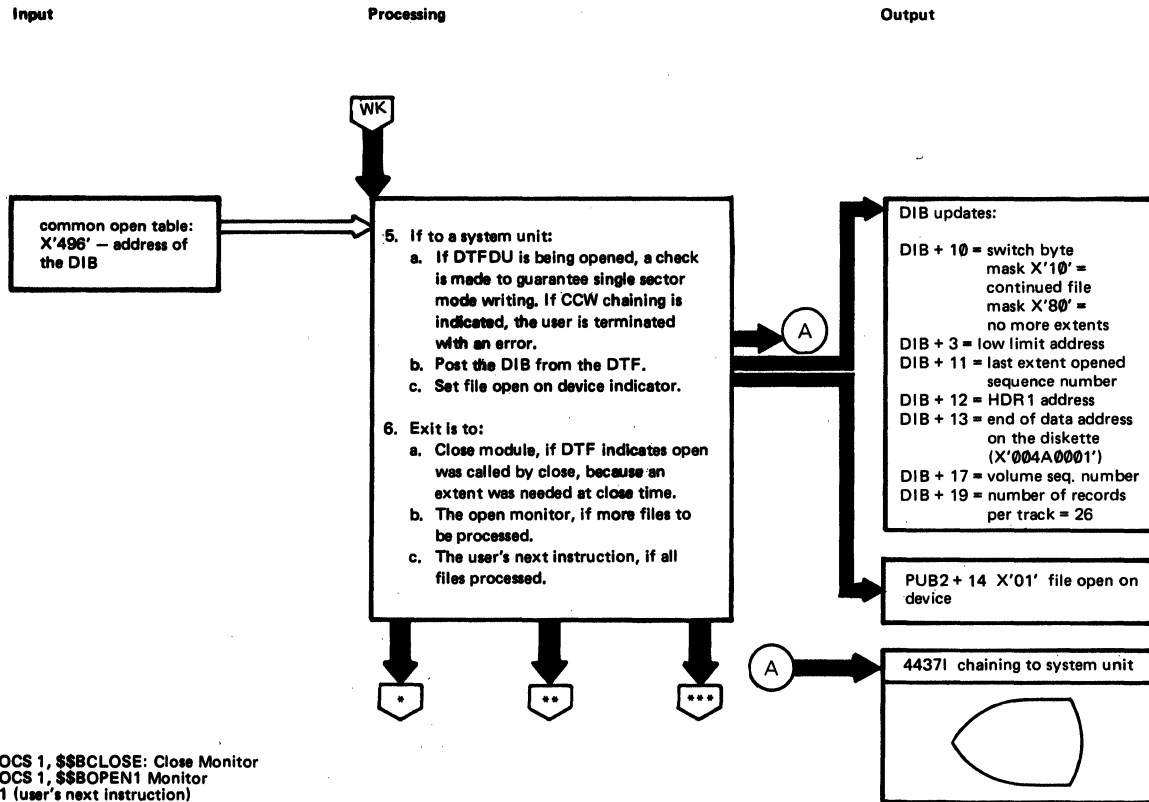 Input
Processing
Output
WK
common open table:
X'496' — address of
the DIB
5. If to a system unit:
a. If DTFDU is being opened, a check
is made to guarantee single sector
mode writing. If CCW chaining is
indicated, the user is terminated
with an error.
b. Post the DIB from the DTF.
c. Set file open on device indicator.
6. Exit is to:
a. Close module, if DTF indicates open
was called by close, because an
extent was needed at close time.
b. The open monitor, if more files to
be processed.
c. The user's next instruction, if all
files processed.
A
DIB updates:
DIB + 10 = switch byte
mask X'10' =
continued file
mask X'80' =
no more extents
DIB + 3 = low limit address
DIB + 11 = last extent opened
sequence number
DIB + 12 = HDR1 address
DIB + 13 = end of data address
on the diskette
(X'004A0001')
DIB + 17 = volume seq. number
DIB + 19 = number of records
per track = 26
PUB2 + 14 X'01' file open on
device
A
4437I chaining to system unit
*
**
***
OCS 1, $$BCLOSE: Close Monitor
OCS 1, $$BOPEN1 Monitor
1 (user's next instruction)